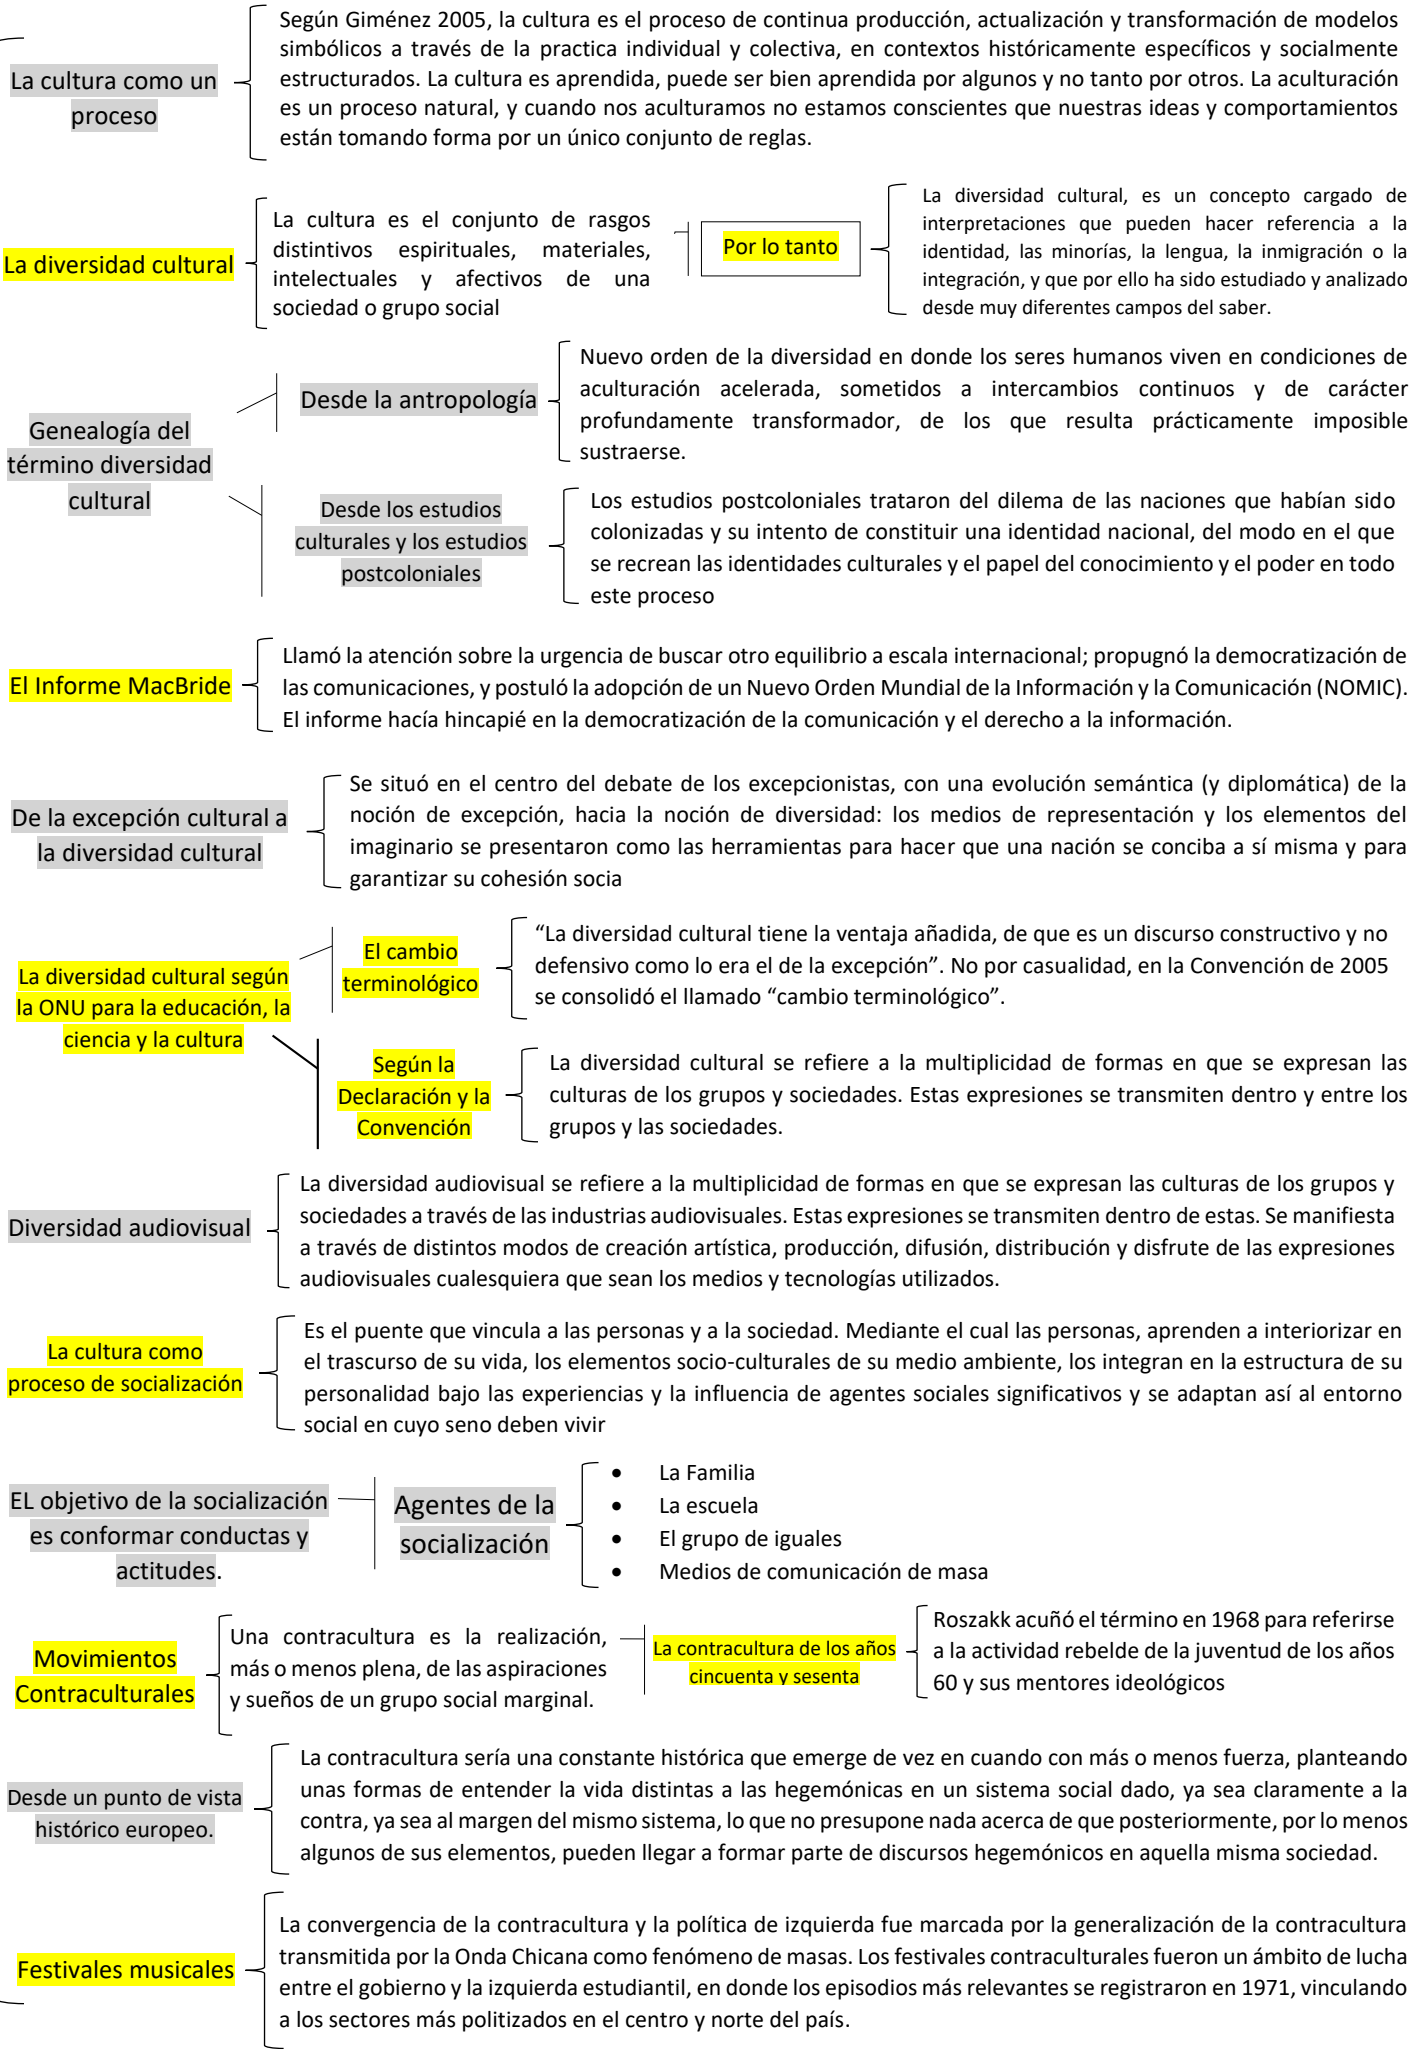 La cultura como un
proceso
Según Giménez 2005, la cultura es el proceso de continua producción, actualización y transformación de modelos
simbólicos a través de la practica individual y colectiva, en contextos históricamente específicos y socialmente
estructurados. La cultura es aprendida, puede ser bien aprendida por algunos y no tanto por otros. La aculturación
es un proceso natural, y cuando nos aculturamos no estamos conscientes que nuestras ideas y comportamientos
están tomando forma por un único conjunto de reglas.
La diversidad cultural
La cultura es el conjunto de rasgos
distintivos espirituales, materiales,
intelectuales y afectivos de una
sociedad o grupo social
Por lo tanto
La diversidad cultural, es un concepto cargado de
interpretaciones que pueden hacer referencia a la
identidad, las minorías, la lengua, la inmigración o la
integración, y que por ello ha sido estudiado y analizado
desde muy diferentes campos del saber.
Genealogía del
término diversidad
cultural
Desde la antropología
Nuevo orden de la diversidad en donde los seres humanos viven en condiciones de
aculturación acelerada, sometidos a intercambios continuos y de carácter
profundamente transformador, de los que resulta prácticamente imposible
sustraerse.
Desde los estudios
culturales y los estudios
postcoloniales
Los estudios postcoloniales trataron del dilema de las naciones que habían sido
colonizadas y su intento de constituir una identidad nacional, del modo en el que
se recrean las identidades culturales y el papel del conocimiento y el poder en todo
este proceso
El Informe MacBride
Llamó la atención sobre la urgencia de buscar otro equilibrio a escala internacional; propugnó la democratización de
las comunicaciones, y postuló la adopción de un Nuevo Orden Mundial de la Información y la Comunicación (NOMIC).
El informe hacía hincapié en la democratización de la comunicación y el derecho a la información.
De la excepción cultural a
la diversidad cultural
Se situó en el centro del debate de los excepcionistas, con una evolución semántica (y diplomática) de la
noción de excepción, hacia la noción de diversidad: los medios de representación y los elementos del
imaginario se presentaron como las herramientas para hacer que una nación se conciba a sí misma y para
garantizar su cohesión socia
La diversidad cultural según
la ONU para la educación, la
ciencia y la cultura
El cambio
terminológico
“La diversidad cultural tiene la ventaja añadida, de que es un discurso constructivo y no
defensivo como lo era el de la excepción”. No por casualidad, en la Convención de 2005
se consolidó el llamado “cambio terminológico”.
Según la
Declaración y la
Convención
La diversidad cultural se refiere a la multiplicidad de formas en que se expresan las
culturas de los grupos y sociedades. Estas expresiones se transmiten dentro y entre los
grupos y las sociedades.
Diversidad audiovisual
La diversidad audiovisual se refiere a la multiplicidad de formas en que se expresan las culturas de los grupos y
sociedades a través de las industrias audiovisuales. Estas expresiones se transmiten dentro de estas. Se manifiesta
a través de distintos modos de creación artística, producción, difusión, distribución y disfrute de las expresiones
audiovisuales cualesquiera que sean los medios y tecnologías utilizados.
La cultura como
proceso de socialización
Es el puente que vincula a las personas y a la sociedad. Mediante el cual las personas, aprenden a interiorizar en
el trascurso de su vida, los elementos socio-culturales de su medio ambiente, los integran en la estructura de su
personalidad bajo las experiencias y la influencia de agentes sociales significativos y se adaptan así al entorno
social en cuyo seno deben vivir
EL objetivo de la socialización
es conformar conductas y
actitudes.
Agentes de la
socialización
• La Familia
• La escuela
• El grupo de iguales
• Medios de comunicación de masa
Movimientos
Contraculturales
Una contracultura es la realización,
más o menos plena, de las aspiraciones
y sueños de un grupo social marginal.
La contracultura de los años
cincuenta y sesenta
Roszakk acuñó el término en 1968 para referirse
a la actividad rebelde de la juventud de los años
60 y sus mentores ideológicos
Desde un punto de vista
histórico europeo.
La contracultura sería una constante histórica que emerge de vez en cuando con más o menos fuerza, planteando
unas formas de entender la vida distintas a las hegemónicas en un sistema social dado, ya sea claramente a la
contra, ya sea al margen del mismo sistema, lo que no presupone nada acerca de que posteriormente, por lo menos
algunos de sus elementos, pueden llegar a formar parte de discursos hegemónicos en aquella misma sociedad.
Festivales musicales
La convergencia de la contracultura y la política de izquierda fue marcada por la generalización de la contracultura
transmitida por la Onda Chicana como fenómeno de masas. Los festivales contraculturales fueron un ámbito de lucha
entre el gobierno y la izquierda estudiantil, en donde los episodios más relevantes se registraron en 1971, vinculando
a los sectores más politizados en el centro y norte del país.